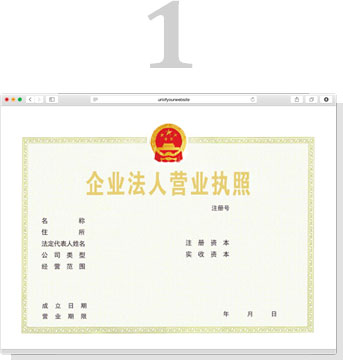 1
unifyourwebsite
企业法人营业执照
注册号
名 称
住 所
法定代表人姓名 注 册 资 本
公 司 类 型 实 收 资 本
经 营 范 围
成 立 日 期
营 业 期 限 年 月 日